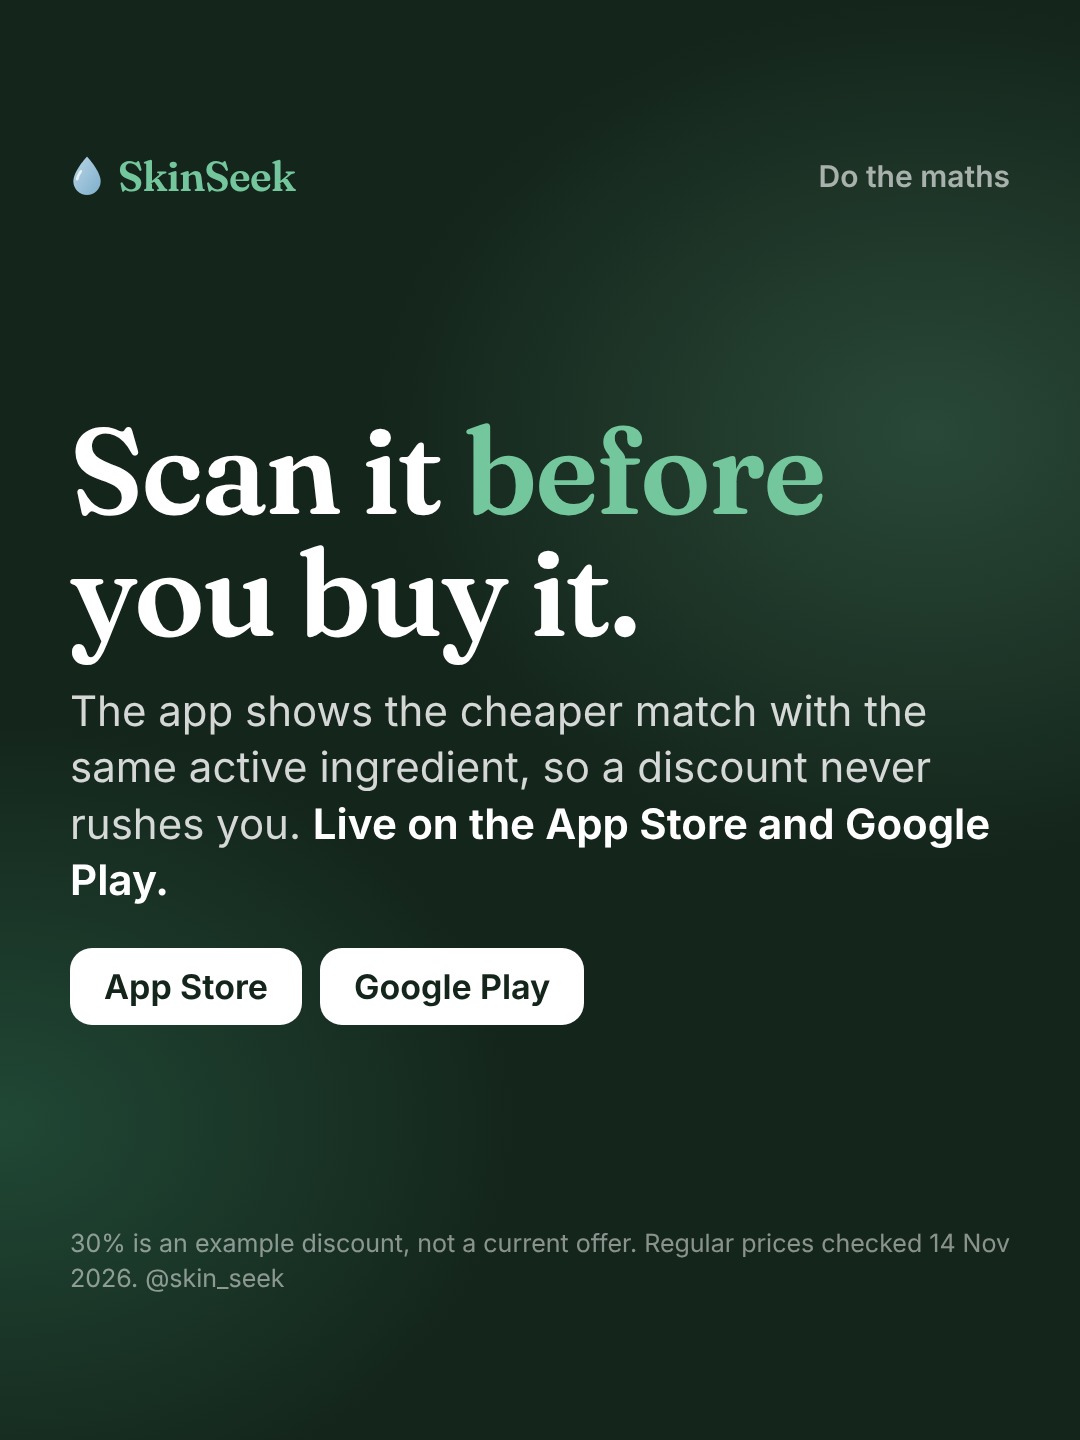 SkinSeek
Do the maths
Scan it before
you buy it.
The app shows the cheaper match with the
same active ingredient, so a discount never
rushes you. Live on the App Store and Google
Play.
App Store
Google Play
30% is an example discount, not a current offer. Regular prices checked 14 Nov
2026. @skin_seek